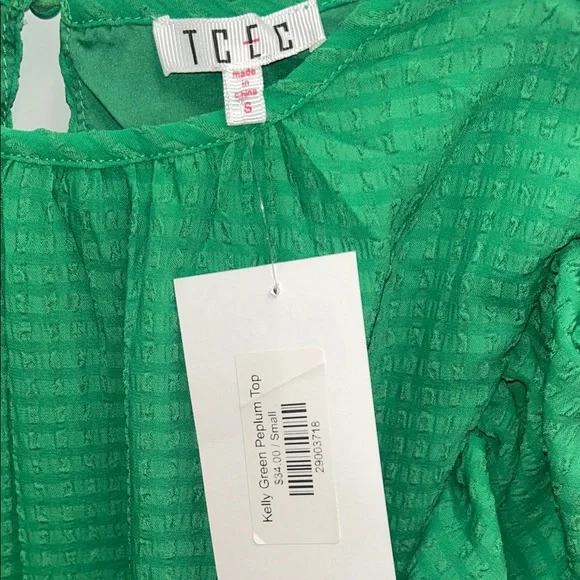 TCEC
made
in
china
S
Kelly Green Peplum Top
$34.00 / Small
29003718